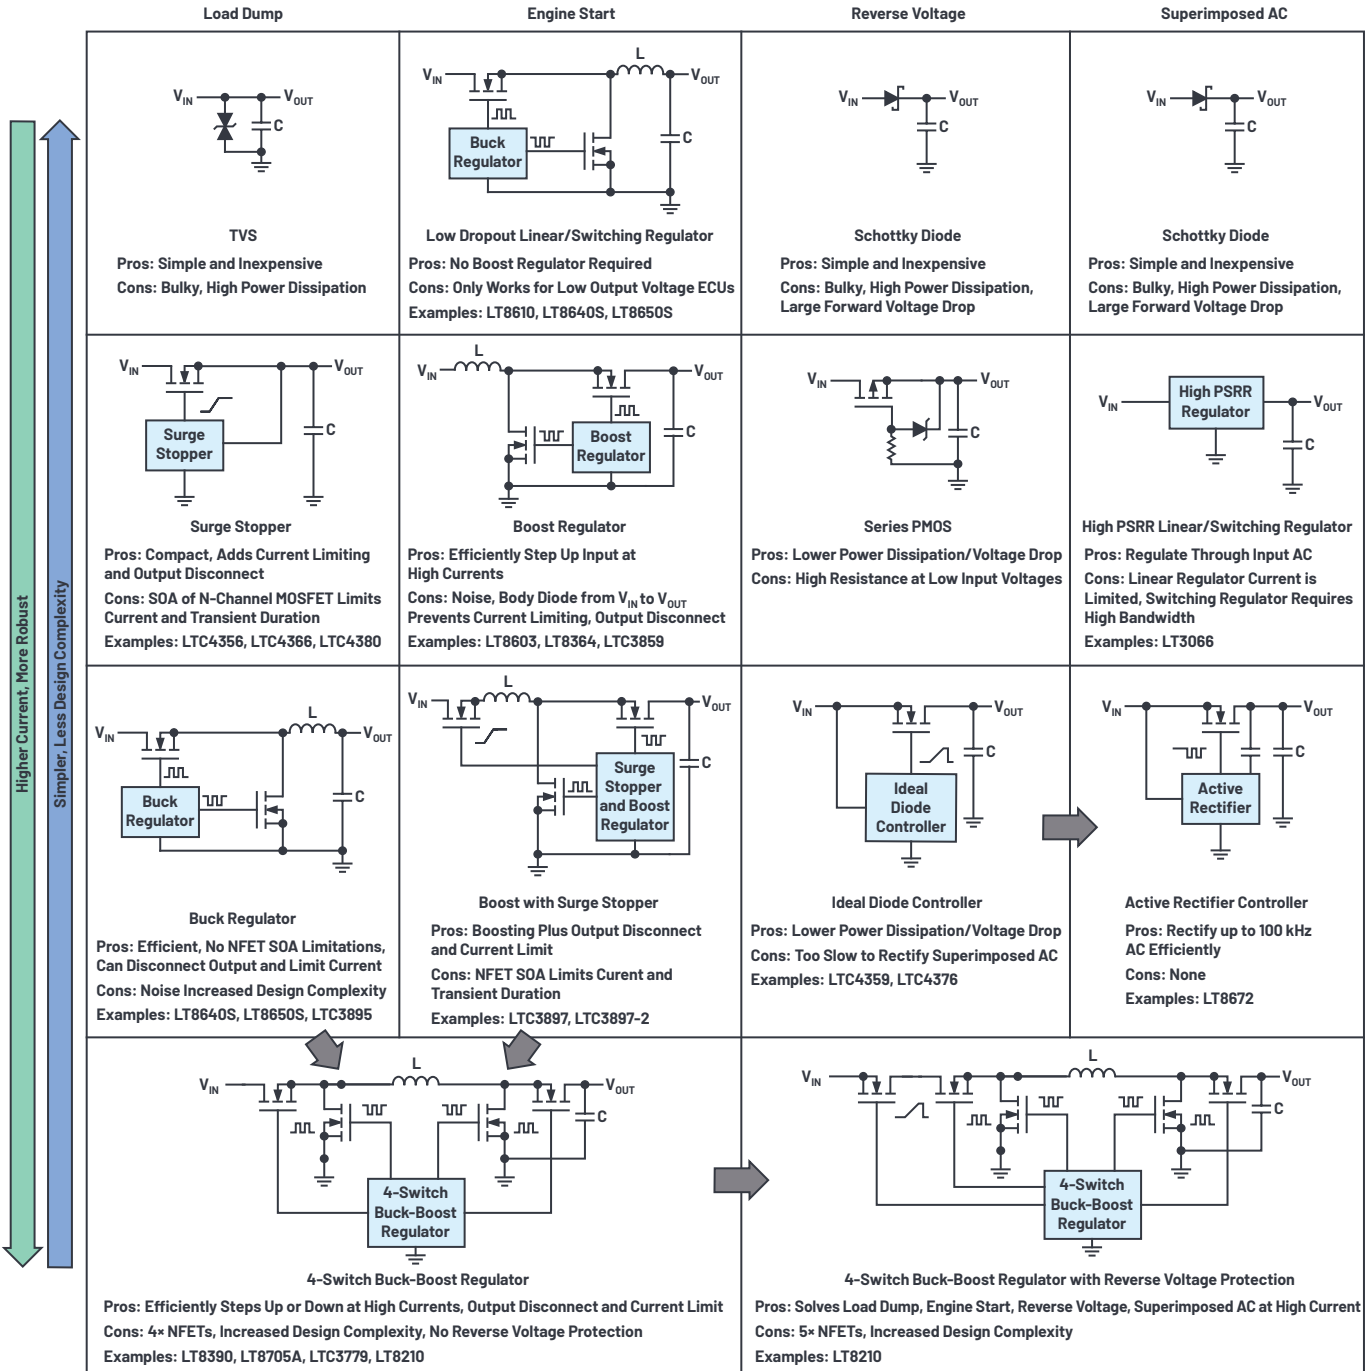 Load Dump
Engine Start
Reverse Voltage
Superimposed AC
Higher Current, More Robust
Simpler, Less Design Complexity
VIN
VOUT
C
TVS
Pros: Simple and Inexpensive
Cons: Bulky, High Power Dissipation
L
VIN
VOUT
Buck
Regulator
C
Low Dropout Linear/Switching Regulator
Pros: No Boost Regulator Required
Cons: Only Works for Low Output Voltage ECUs
Examples: LT8610, LT8640S, LT8650S
VIN
VOUT
C
Schottky Diode
Pros: Simple and Inexpensive
Cons: Bulky, High Power Dissipation,
Large Forward Voltage Drop
VIN
VOUT
C
Schottky Diode
Pros: Simple and Inexpensive
Cons: Bulky, High Power Dissipation,
Large Forward Voltage Drop
VIN
VOUT
Surge
Stopper
C
Surge Stopper
Pros: Compact, Adds Current Limiting
and Output Disconnect
Cons: SOA of N-Channel MOSFET Limits
Current and Transient Duration
Examples: LTC4356, LTC4366, LTC4380
L
VIN
VOUT
Boost
Regulator
C
Boost Regulator
Pros: Efficiently Step Up Input at
High Currents
Cons: Noise, Body Diode from VIN to VOUT
Prevents Current Limiting, Output Disconnect
Examples: LT8603, LT8364, LTC3859
VIN
VOUT
C
Series PMOS
Pros: Lower Power Dissipation/Voltage Drop
Cons: High Resistance at Low Input Voltages
VIN
High PSRR
Regulator
VOUT
C
High PSRR Linear/Switching Regulator
Pros: Regulate Through Input AC
Cons: Linear Regulator Current is
Limited, Switching Regulator Requires
High Bandwidth
Examples: LT3066
L
VIN
VOUT
Buck
Regulator
C
Buck Regulator
Pros: Efficient, No NFET SOA Limitations,
Can Disconnect Output and Limit Current
Cons: Noise Increased Design Complexity
Examples: LT8640S, LT8650S, LTC3895
L
VIN
VOUT
Surge
Stopper
and Boost
Regulator
C
Boost with Surge Stopper
Pros: Boosting Plus Output Disconnect
and Current Limit
Cons: NFET SOA Limits Curent and
Transient Duration
Examples: LTC3897, LTC3897-2
VIN
VOUT
C
Ideal
Diode
Controller
Ideal Diode Controller
Pros: Lower Power Dissipation/Voltage Drop
Cons: Too Slow to Rectify Superimposed AC
Examples: LTC4359, LTC4376
VIN
VOUT
C
Active
Rectifier
Active Rectifier Controller
Pros: Rectify up to 100 kHz
AC Efficiently
Cons: None
Examples: LT8672
L
VIN
VOUT
C
4-Switch
Buck-Boost
Regulator
4-Switch Buck-Boost Regulator
Pros: Efficiently Steps Up or Down at High Currents, Output Disconnect and Current Limit
Cons: 4× NFETs, Increased Design Complexity, No Reverse Voltage Protection
Examples: LT8390, LT8705A, LTC3779, LT8210
L
VIN
VOUT
C
4-Switch
Buck-Boost
Regulator
4-Switch Buck-Boost Regulator with Reverse Voltage Protection
Pros: Solves Load Dump, Engine Start, Reverse Voltage, Superimposed AC at High Current
Cons: 5× NFETs, Increased Design Complexity
Examples: LT8210